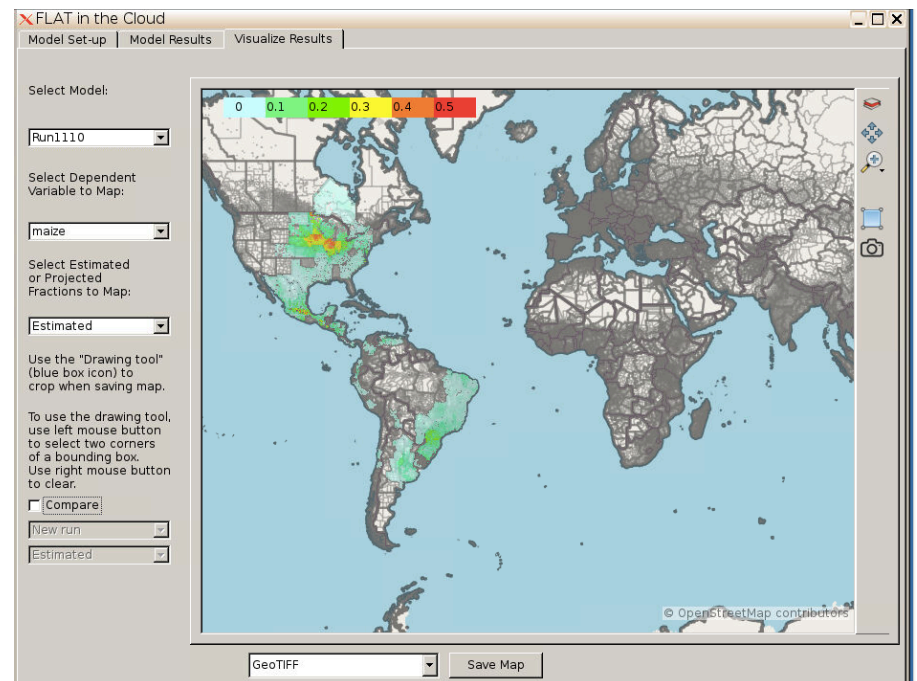 FLAT in the Cloud
Model Set-up
Model Results
Visualize Results
Select Model:
Run1110
Select Dependent
Variable to Map:
maize
Select Estimated
or Projected
Fractions to Map:
Estimated
Use the "Drawing tool"
(blue box icon) to
crop when saving map.
To use the drawing tool,
use left mouse button
to select two corners
of a bounding box.
Use right mouse button
to clear.
Compare
New run
Estimated
0 0.1 0.2 0.3 0.4 0.5
© OpenStreetMap contributors
GeoTIFF
Save Map